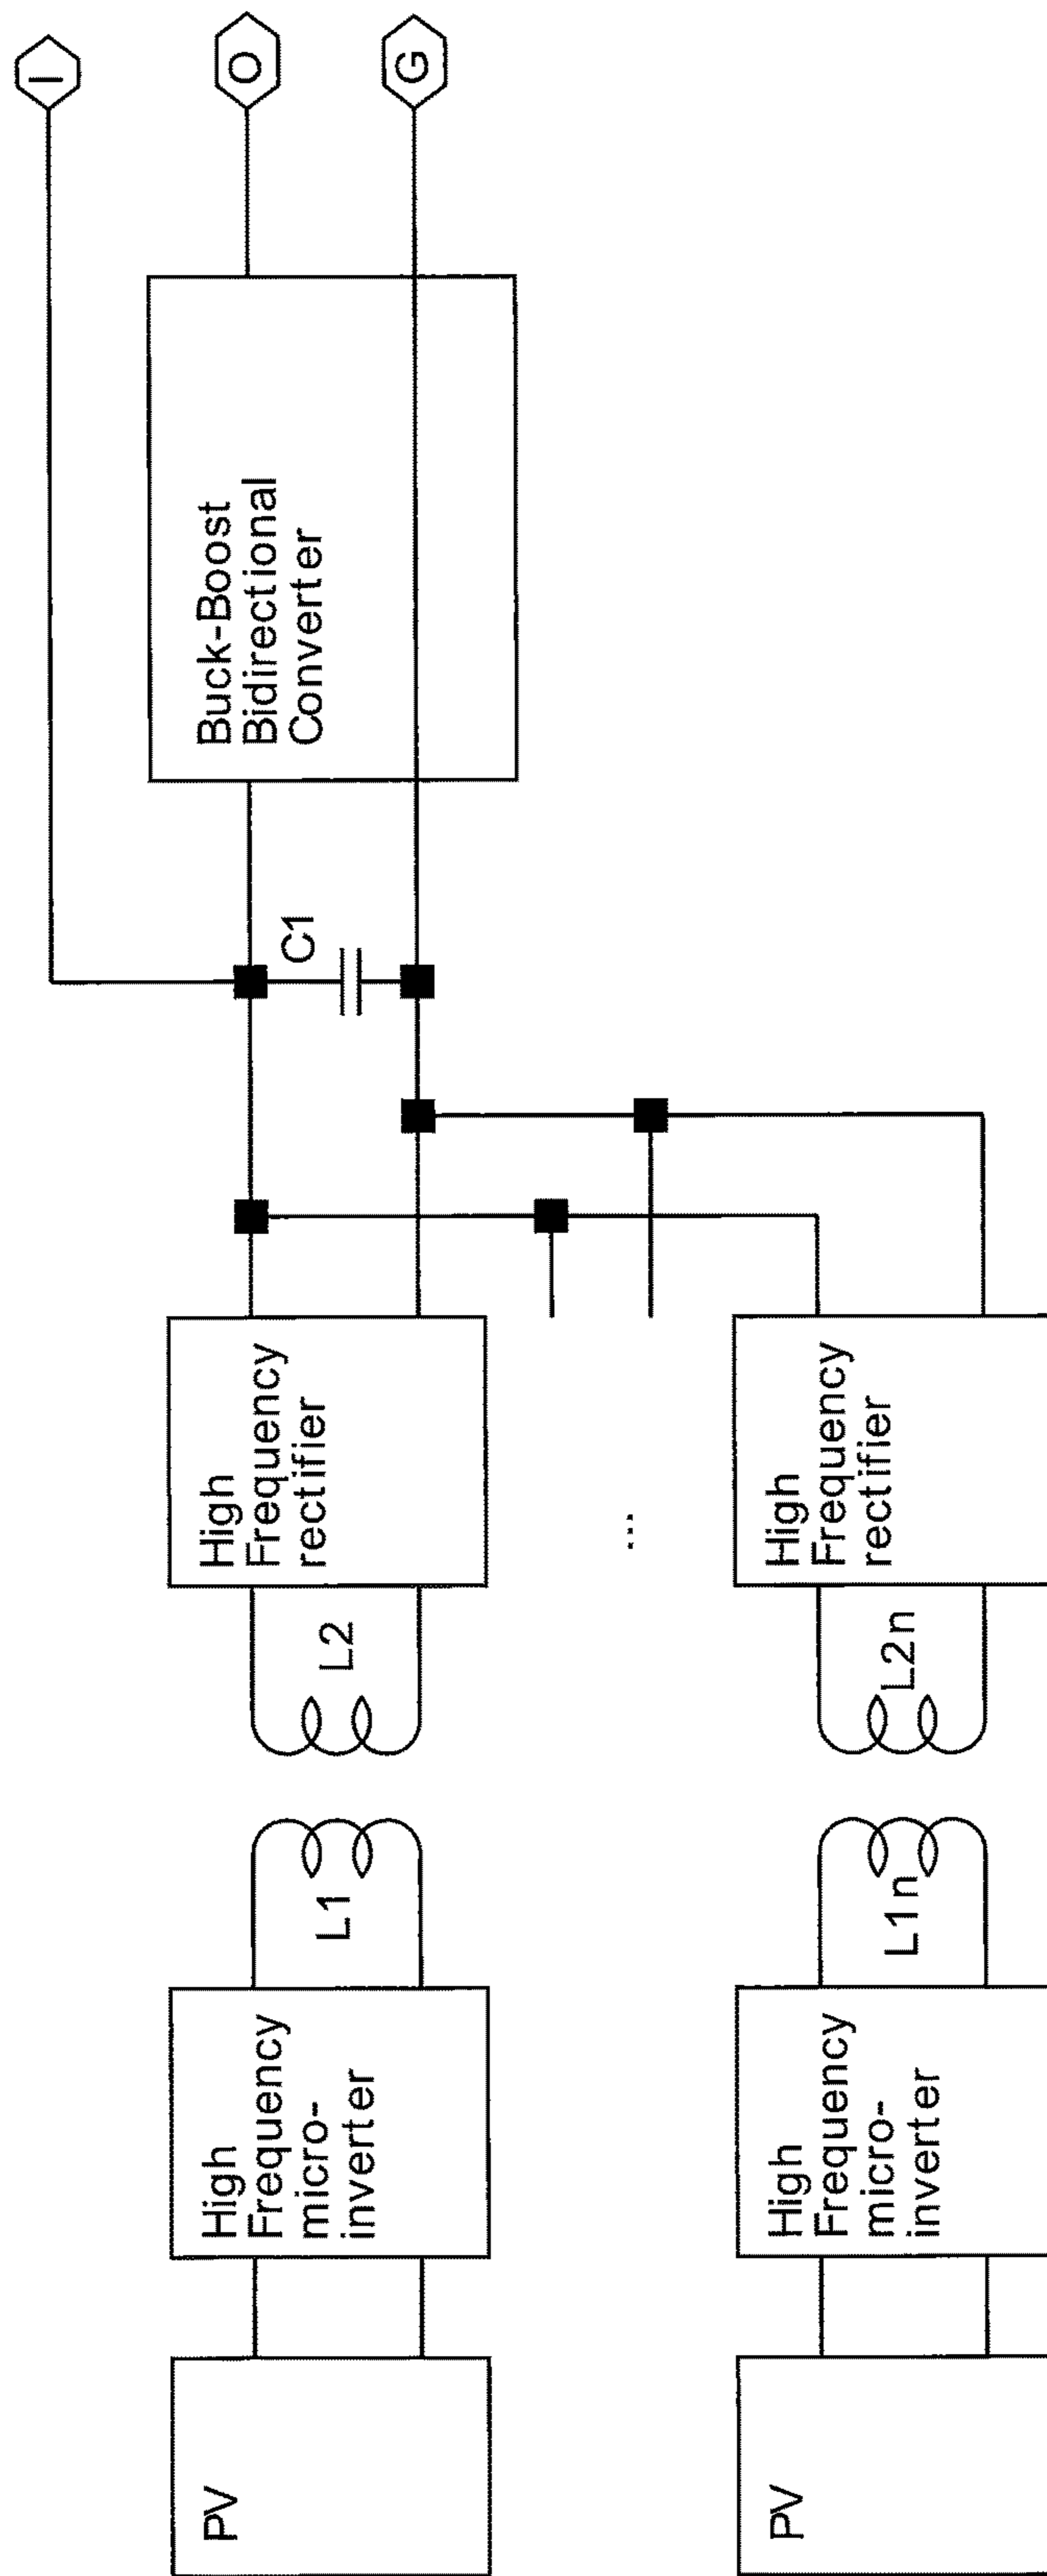 PV
High
Frequency
micro-
inverter
L1
L2
High
Frequency
rectifier
C1
Buck-Boost
Bidirectional
Converter
I
O
G
...
PV
High
Frequency
micro-
inverter
L1n
L2n
High
Frequency
rectifier